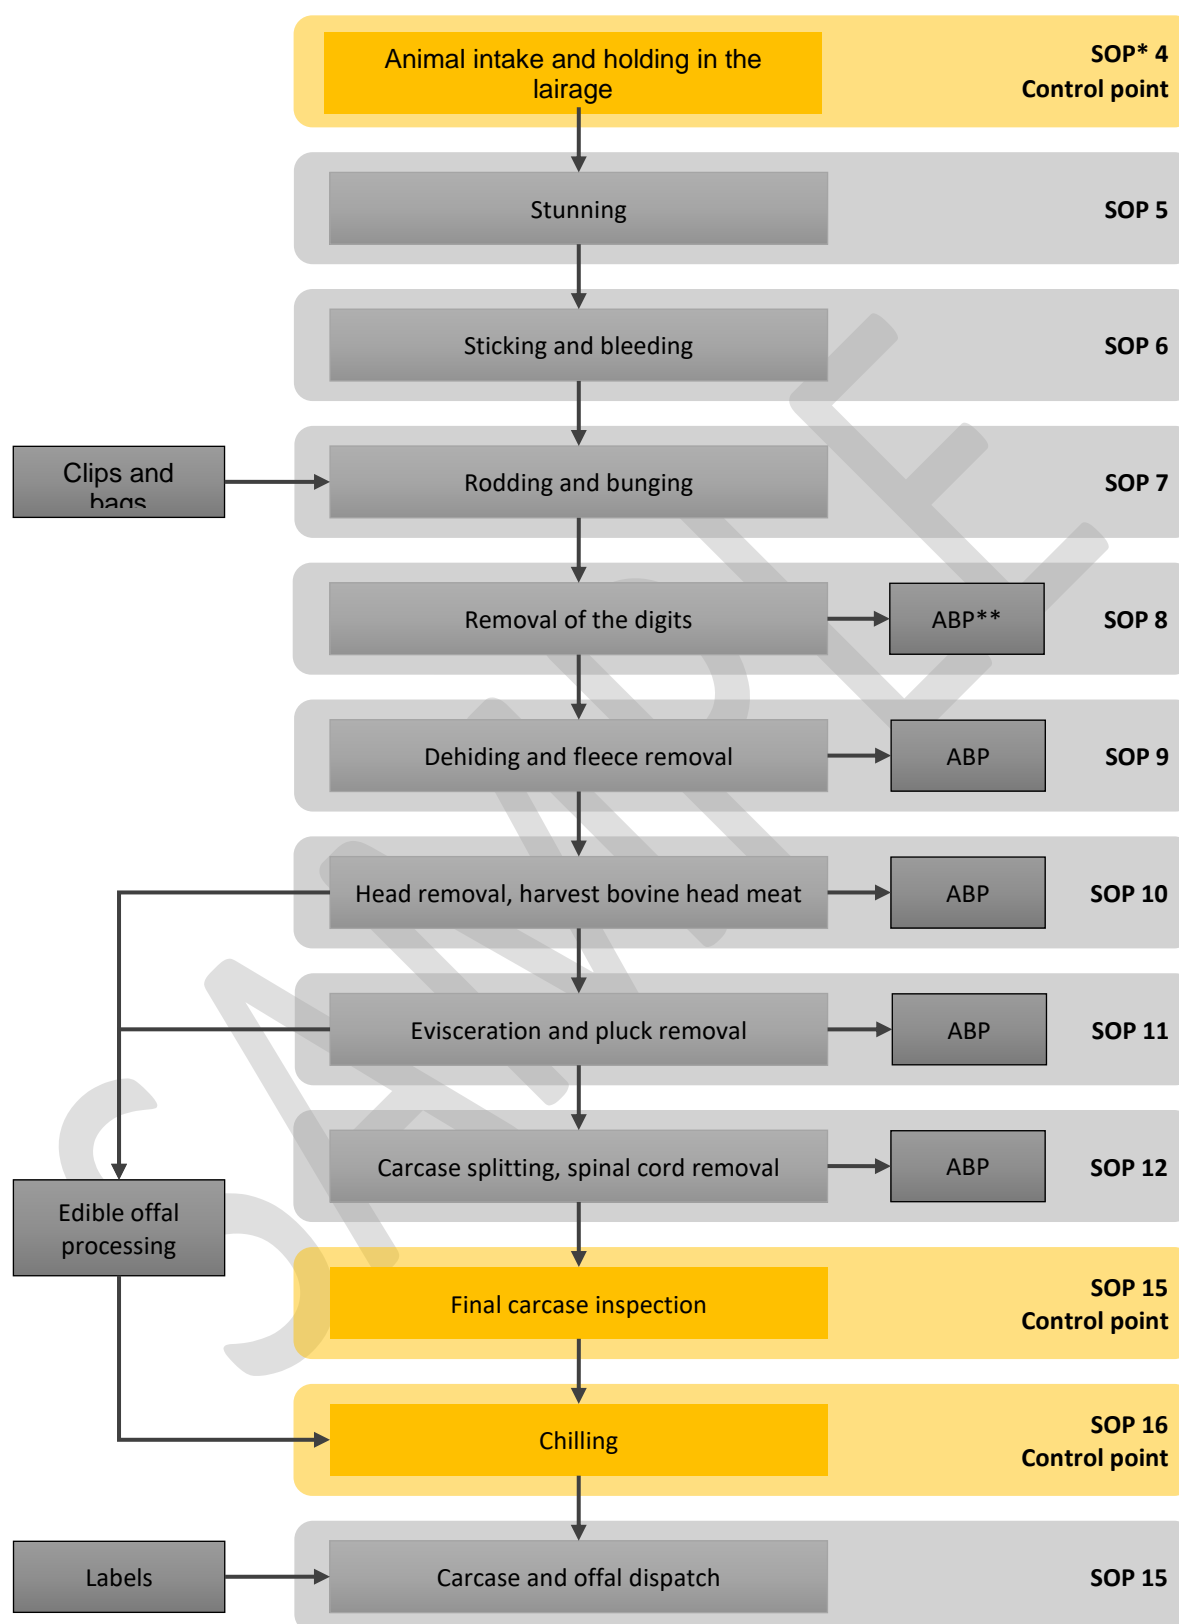 Animal intake and holding in the
lairage
SOP* 4
Control point
Stunning
SOP 5
Sticking and bleeding
SOP 6
Clips and
bags
Rodding and bunging
SOP 7
Removal of the digits
ABP**
SOP 8
Dehiding and fleece removal
ABP
SOP 9
Head removal, harvest bovine head meat
ABP
SOP 10
Evisceration and pluck removal
ABP
SOP 11
Carcase splitting, spinal cord removal
ABP
SOP 12
Edible offal
processing
Final carcase inspection
SOP 15
Control point
Chilling
SOP 16
Control point
Labels
Carcase and offal dispatch
SOP 15
SAMPLE